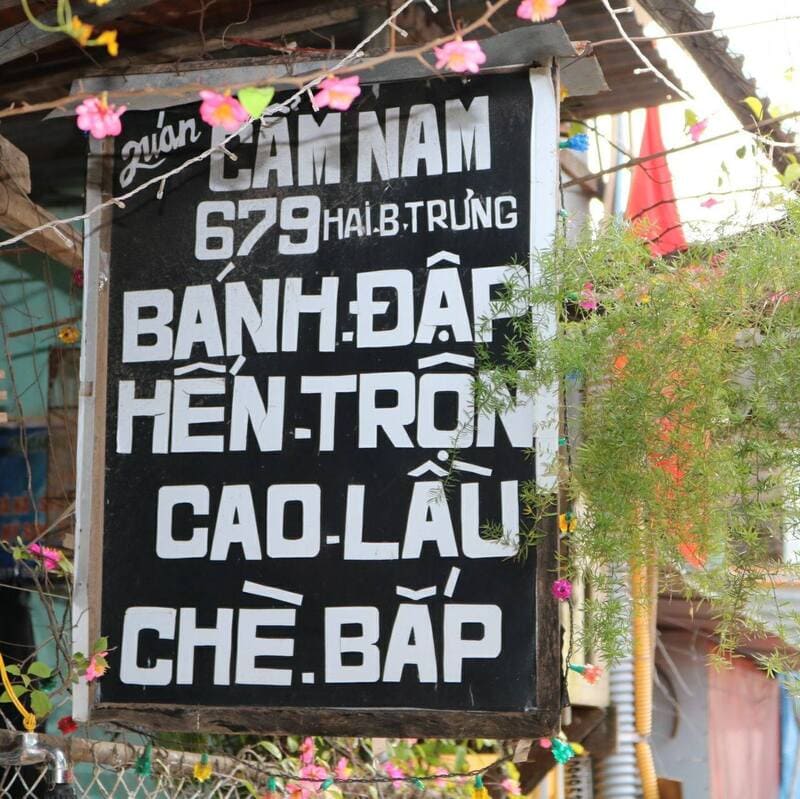 quán CẨM NAM
679 HAI.B.TRƯNG
BÁNH.ĐẬP
HẾN.TRỘN
CAO.LẦU
CHÈ.BẮP